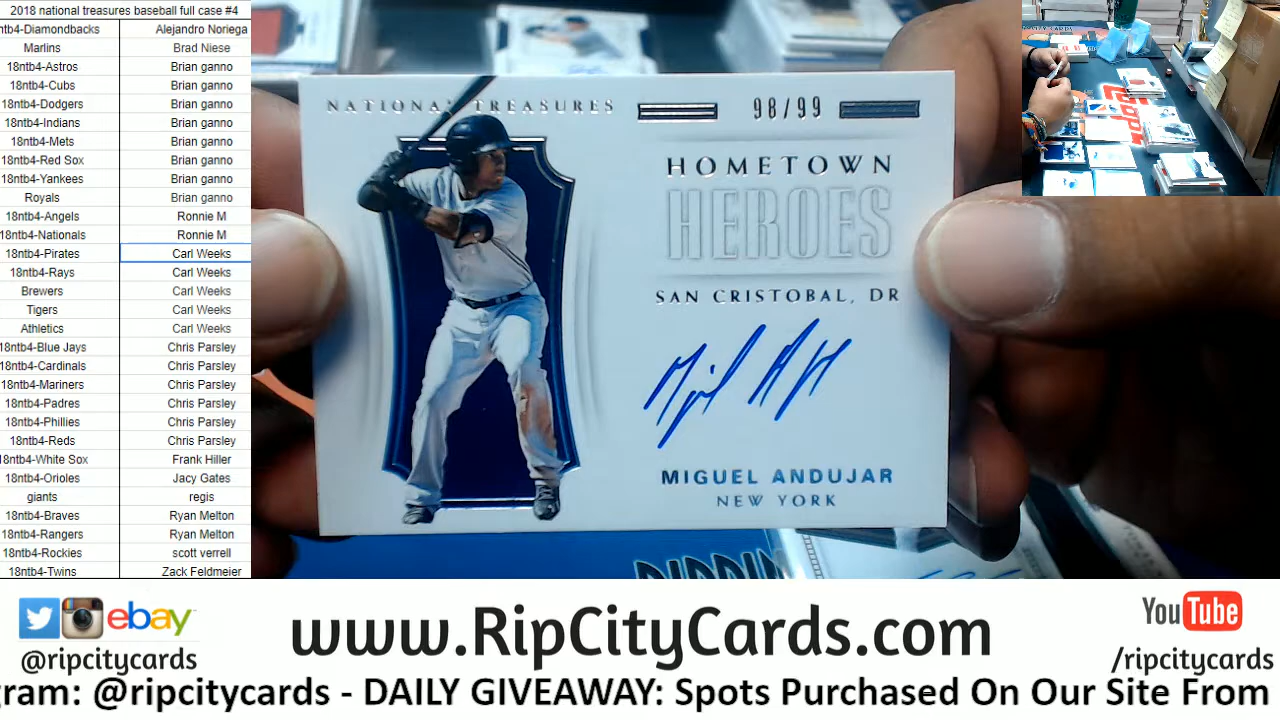 2018 national treasures baseball full case #4
ntb4-Diamondbacks Alejandro Noriega
Marlins Brad Niese
18ntb4-Astros Brian ganno
18ntb4-Cubs Brian ganno
18ntb4-Dodgers Brian ganno
18ntb4-Indians Brian ganno
18ntb4-Mets Brian ganno
18ntb4-Red Sox Brian ganno
18ntb4-Yankees Brian ganno
Royals Brian ganno
18ntb4-Angels Ronnie M
18ntb4-Nationals Ronnie M
18ntb4-Pirates Carl Weeks
18ntb4-Rays Carl Weeks
Brewers Carl Weeks
Tigers Carl Weeks
Athletics Carl Weeks
18ntb4-Blue Jays Chris Parsley
18ntb4-Cardinals Chris Parsley
18ntb4-Mariners Chris Parsley
18ntb4-Padres Chris Parsley
18ntb4-Phillies Chris Parsley
18ntb4-Reds Chris Parsley
8ntb4-White Sox Frank Hiller
18ntb4-Orioles Jacy Gates
giants regis
18ntb4-Braves Ryan Melton
18ntb4-Rangers Ryan Melton
18ntb4-Rockies scott verrell
18ntb4-Twins Zack Feldmeier
NATIONAL TREASURES
98/99
HOMETOWN
HEROES
SAN CRISTOBAL, DR
MIGUEL ANDUJAR
NEW YORK
ebay
@ripcitycards
www.RipCityCards.com
YouTube
/ripcitycards
gram: @ripcitycards - DAILY GIVEAWAY: Spots Purchased On Our Site From